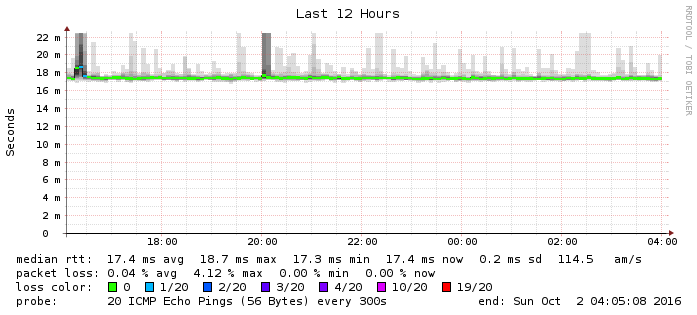 Last 12 Hours
RRDTOOL / TOBI OETIKER
Seconds
22 m
20 m
18 m
16 m
14 m
12 m
10 m
8 m
6 m
4 m
2 m
0
18:00 20:00 22:00 00:00 02:00 04:00
median rtt: 17.4 ms avg 18.7 ms max 17.3 ms min 17.4 ms now 0.2 ms sd 114.5 am/s
packet loss: 0.04 % avg 4.12 % max 0.00 % min 0.00 % now
loss color: 0 1/20 2/20 3/20 4/20 10/20 19/20
probe: 20 ICMP Echo Pings (56 Bytes) every 300s end: Sun Oct 2 04:05:08 2016